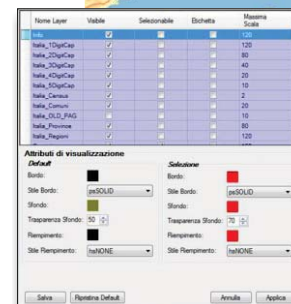 Nome Layer Visibile Selezionabile Etichetta Massima Scala
Info 120
Italia_1DigitCap 120
Italia_2DigitCap 80
Italia_3DigitCap 40
Italia_4DigitCap 20
Italia_5DigitCap 10
Italia_Census 2
Italia_Comuni 20
Italia_OLD_PAG 10
Italia_Province 80
Italia_Regioni 120
Attributi di visualizzazione
Default Selezione
Bordo: Bordo:
Stile Bordo: psSOLID Stile Bordo: psSOLID
Sfondo: Sfondo:
Trasparenza Sfondo: 50 Trasparenza Sfondo: 70
Riempimento: Riempimento:
Stile Riempimento: hsNONE Stile Riempimento: hsNONE
Salva Ripristina Default Annulla Applica